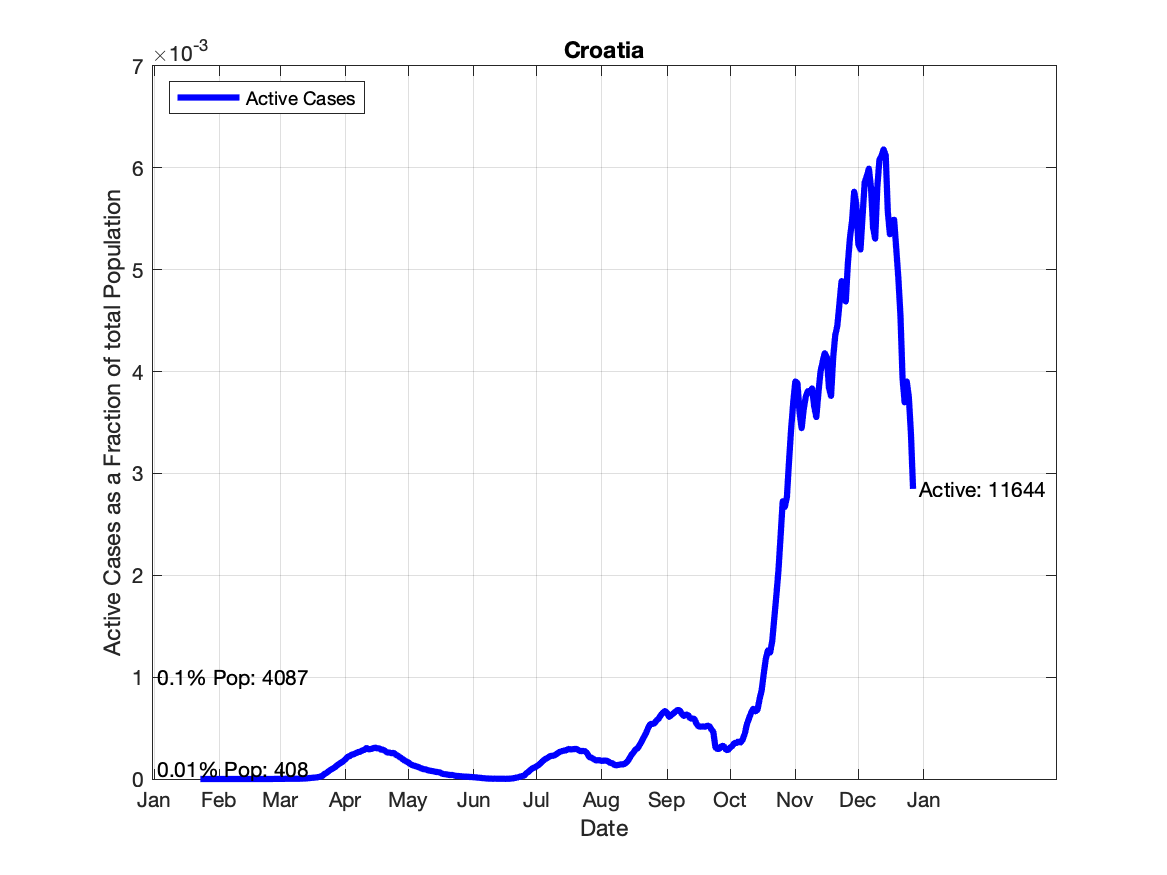 Croatia
×10-3
Active Cases
7
6
5
4
3
2
1
0
Active Cases as a Fraction of total Population
Active: 11644
0.1% Pop: 4087
0.01% Pop: 408
Jan Feb Mar Apr May Jun Jul Aug Sep Oct Nov Dec Jan
Date